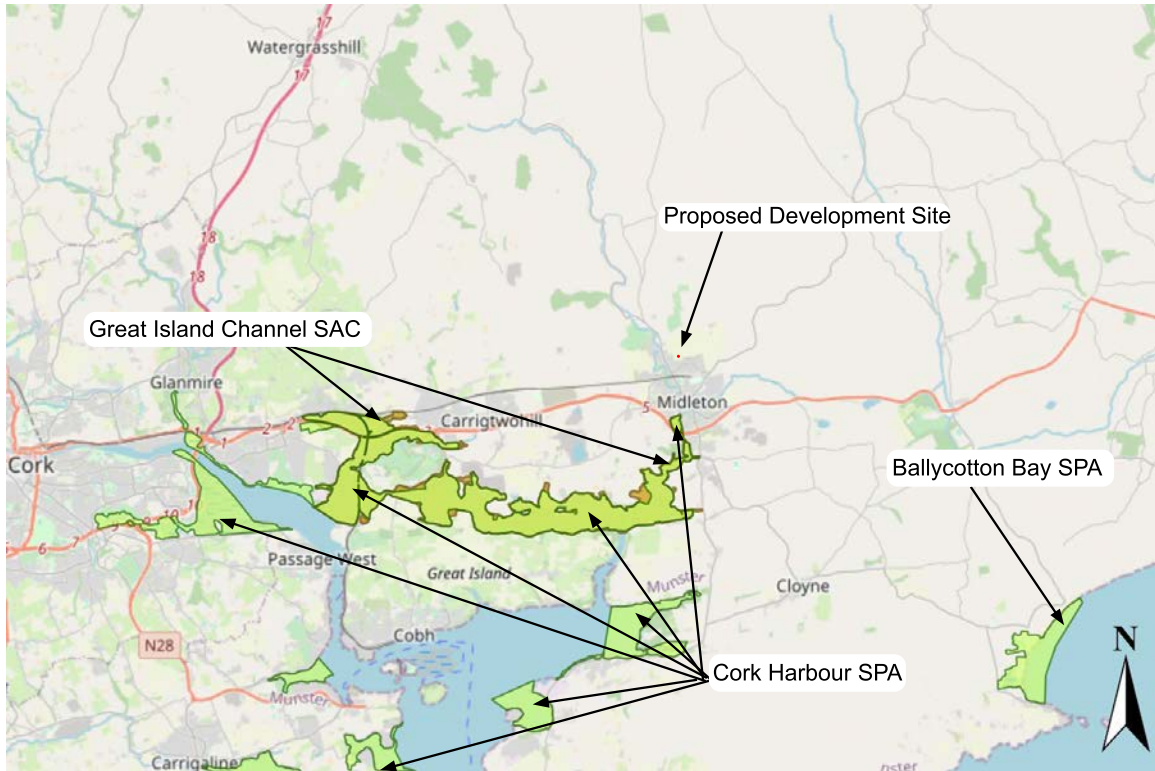 17
Watergrasshill
17
18
18
Proposed Development Site
Great Island Channel SAC
Glanmire
5
Midleton
1
1
2
2
Carrigtwohill
Cork
Ballycotton Bay SPA
10
9
6
7
Passage West
Great Island
Munster
Cloyne
N28
Cobh
N
Cork Harbour SPA
Munster
Carrigaline